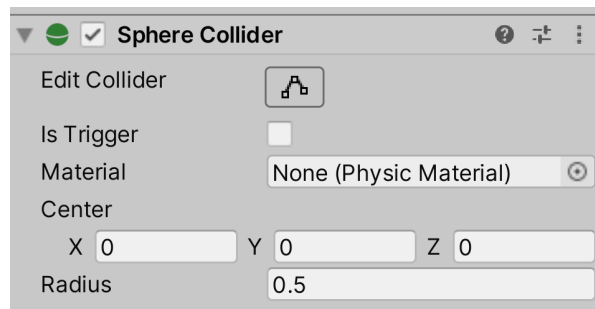 Sphere Collider
Edit Collider
Is Trigger
Material None (Physic Material)
Center
X 0 Y 0 Z 0
Radius 0.5